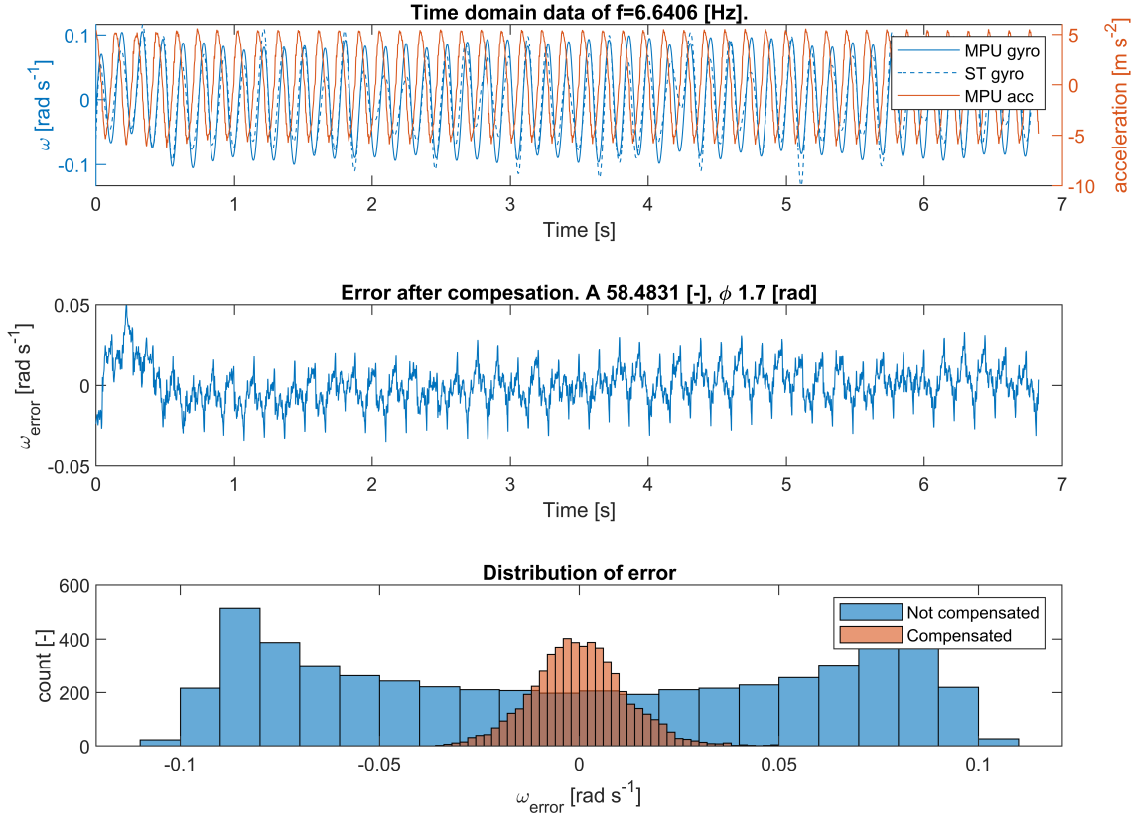 Time domain data of f=6.6406 [Hz].
0.1
0
-0.1
ω [rad s⁻¹]
5
0
-5
-10
acceleration [m s⁻²]
MPU gyro
ST gyro
MPU acc
0 1 2 3 4 5 6 7
Time [s]
Error after compesation. A 58.4831 [-], ϕ 1.7 [rad]
0.05
0
-0.05
ω_error [rad s⁻¹]
0 1 2 3 4 5 6 7
Time [s]
Distribution of error
600
400
200
0
count [-]
Not compensated
Compensated
-0.1 -0.05 0 0.05 0.1
ω_error [rad s⁻¹]